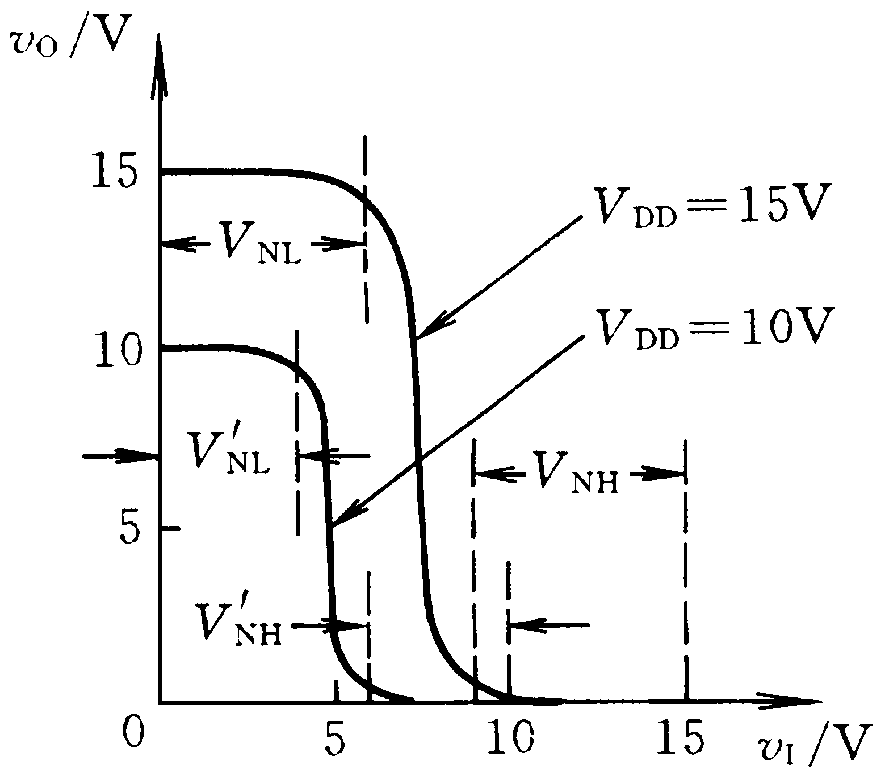 v_O/V
15
V_DD=15V
V_NL
V_DD=10V
10
V'_NL
V_NH
5
V'_NH
0
5
10
15
v_I/V